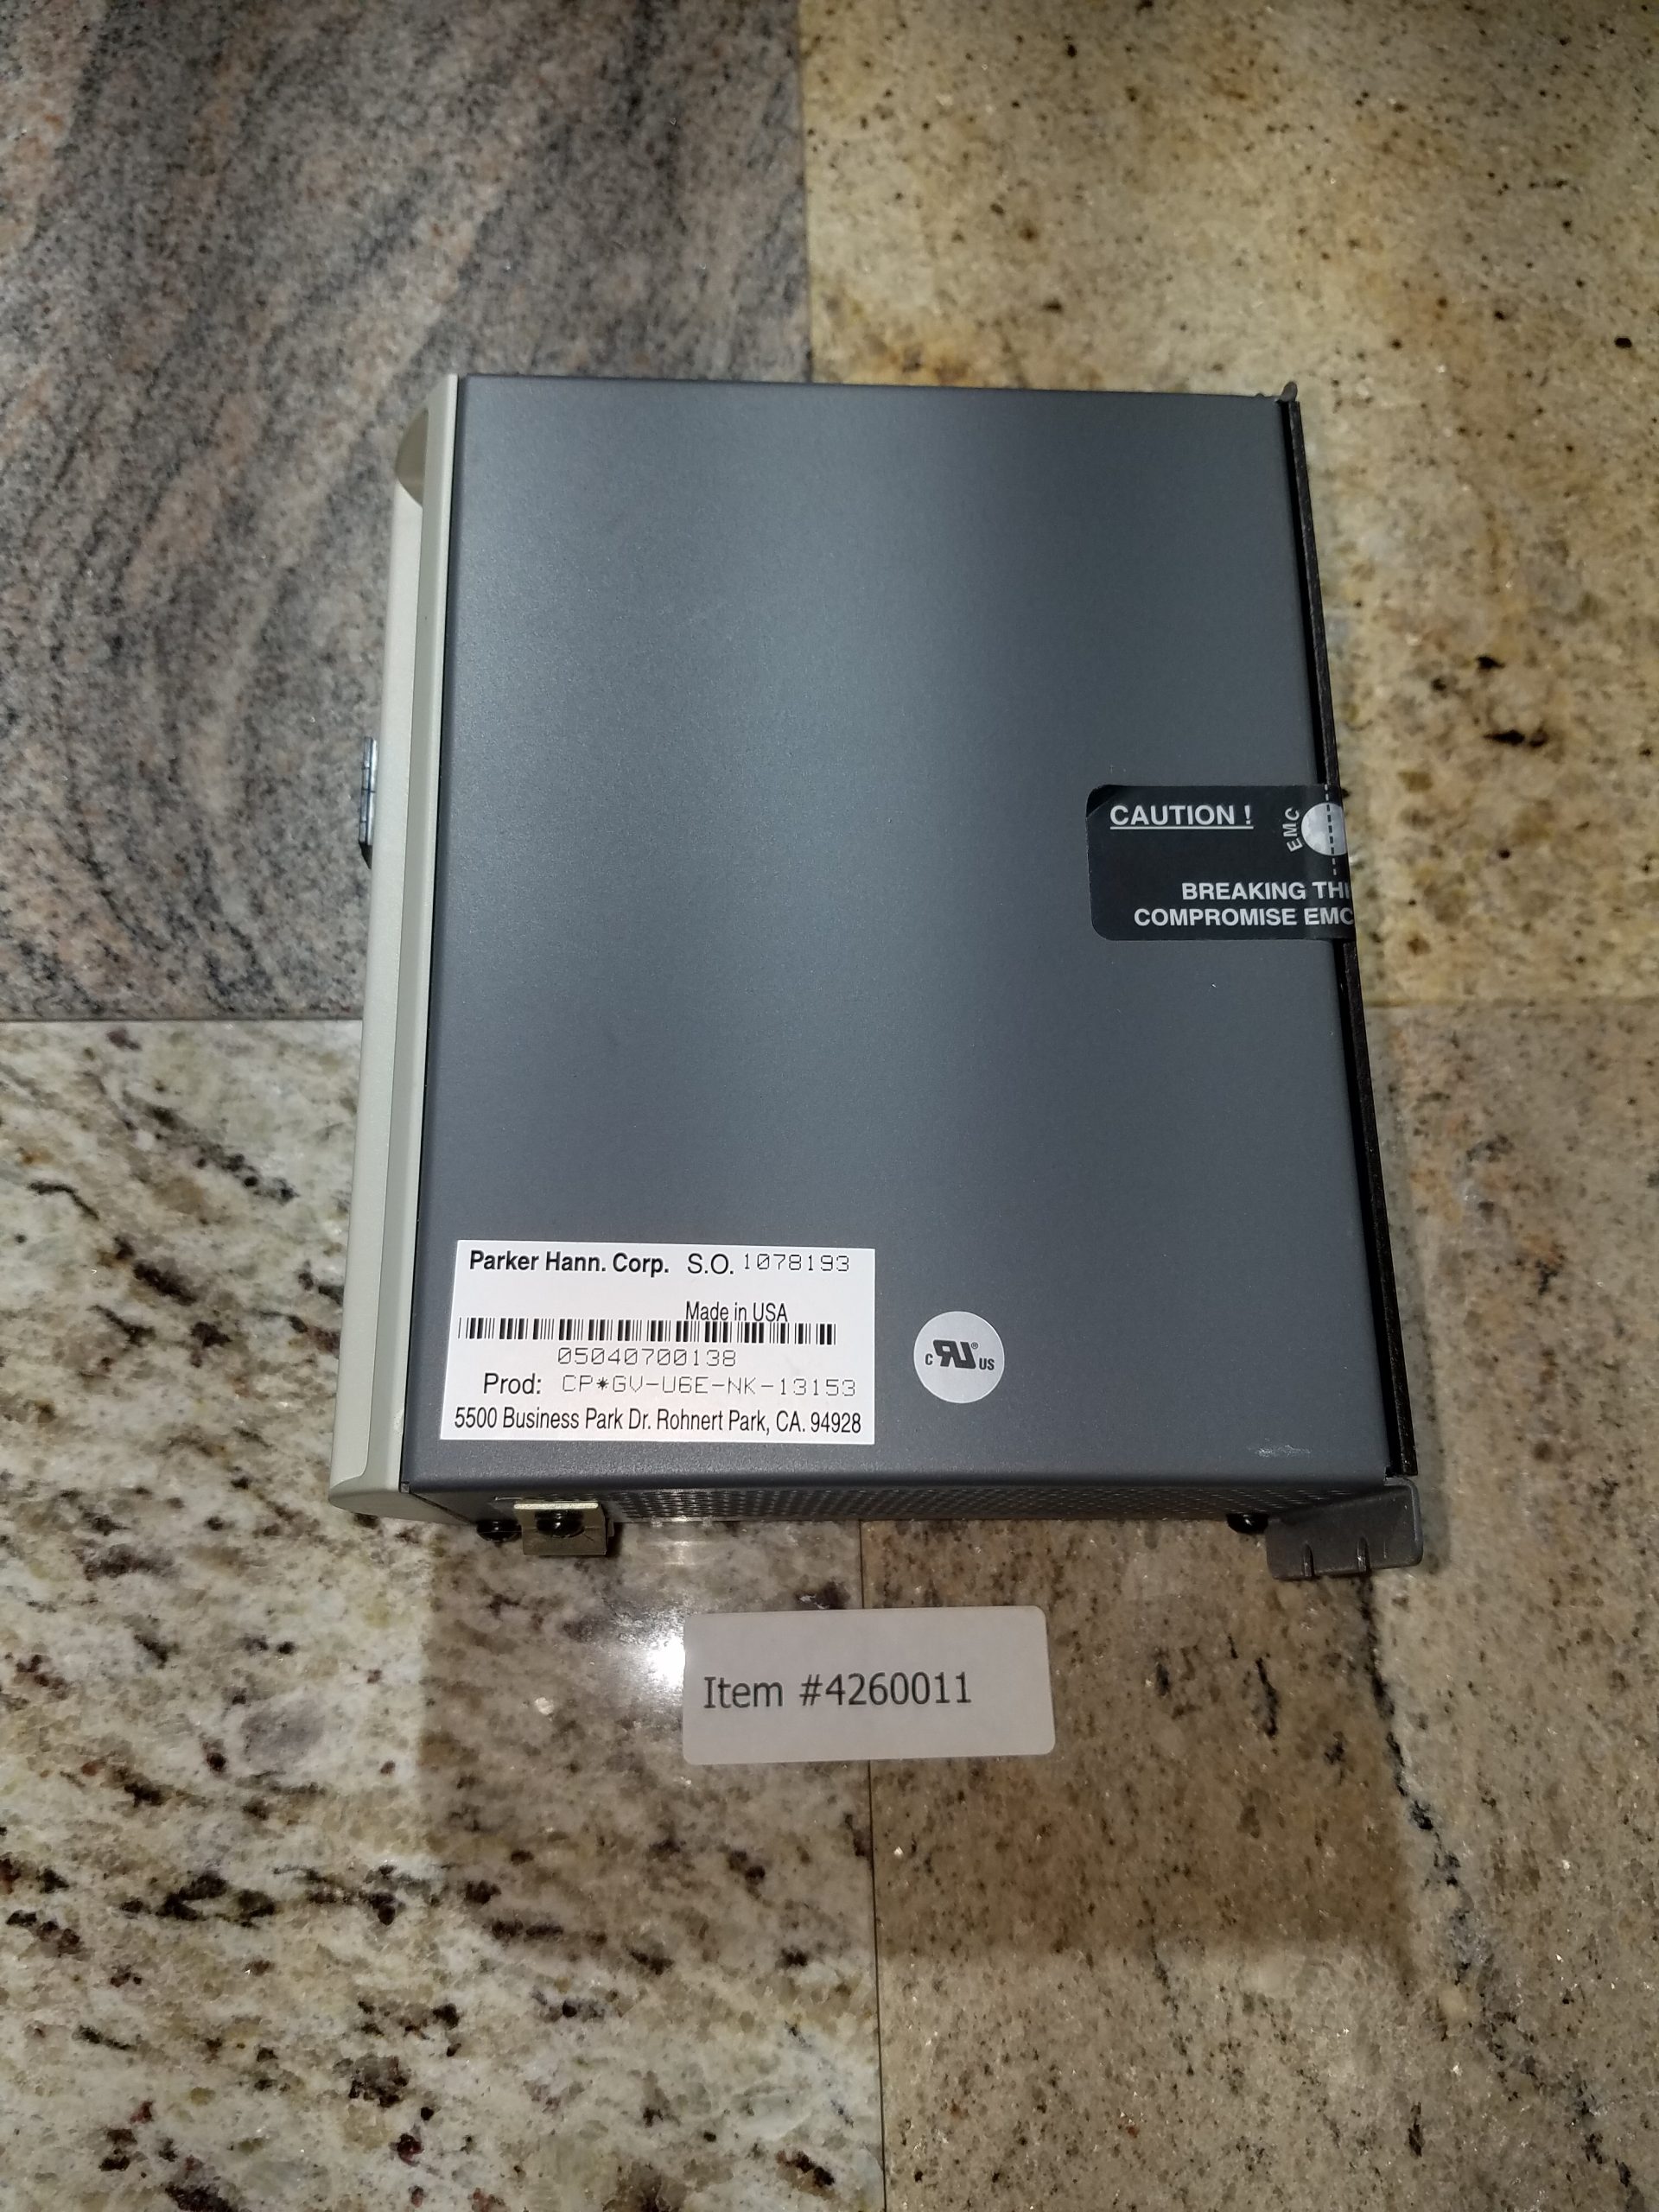 CAUTION !
EMC
BREAKING
COMPROMISE EMC
Parker Hann. Corp. S.O. 1078193
Made in USA
05040700138
Prod: CP*GV-U6E-NK-13153
5500 Business Park Dr. Rohnert Park, CA. 94928
c RU ® US
Item #4260011